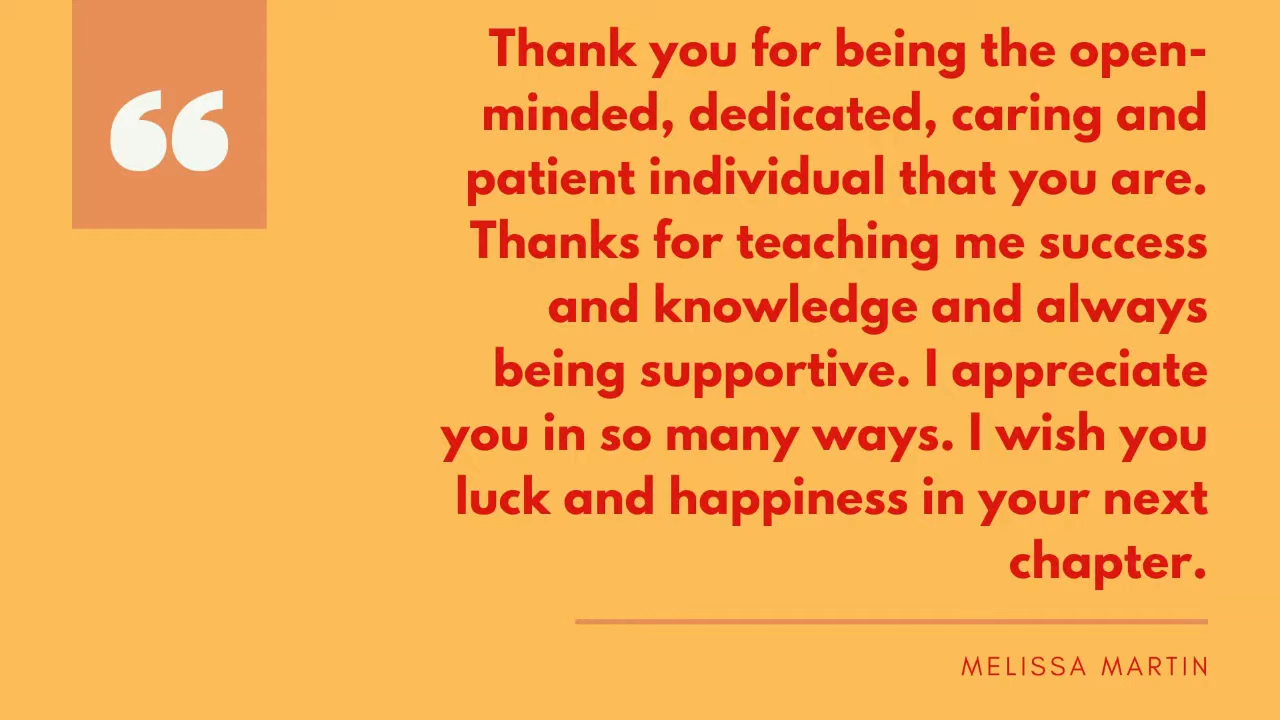 Thank you for being the open-
minded, dedicated, caring and
patient individual that you are.
Thanks for teaching me success
and knowledge and always
being supportive. I appreciate
you in so many ways. I wish you
luck and happiness in your next
chapter.
MELISSA MARTIN